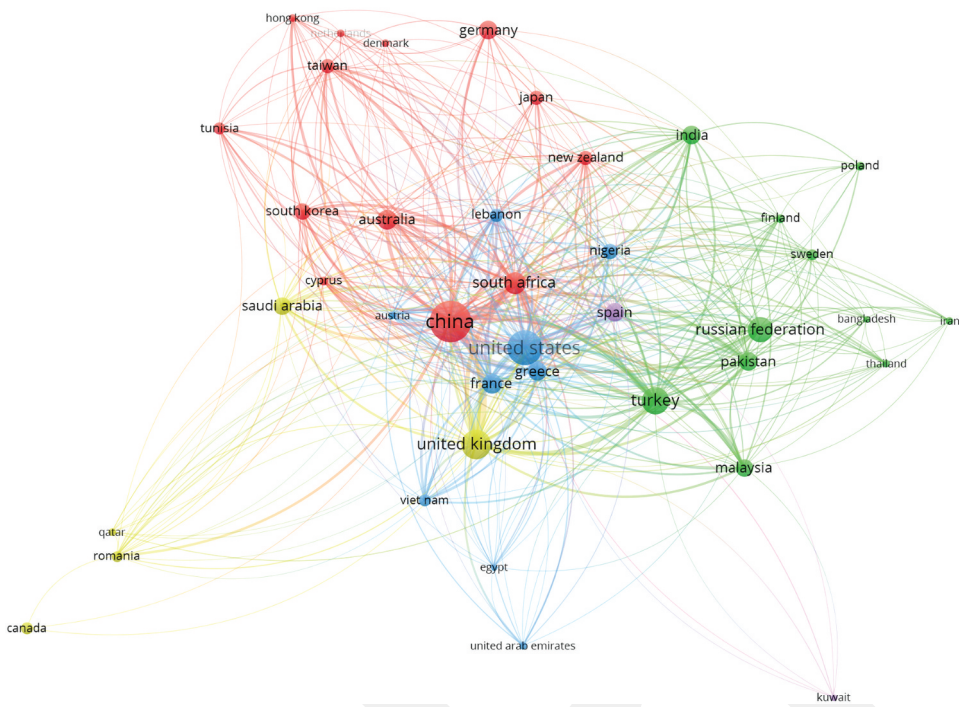 hong kong
netherlands
germany
denmark
taiwan
japan
tunisia
india
new zealand
poland
south korea
australia
lebanon
finland
nigeria
sweden
cyprus
south africa
saudi arabia
austria
spain
china
bangladesh
iran
russian federation
united states
pakistan
thailand
greece
france
turkey
united kingdom
malaysia
viet nam
qatar
romania
egypt
canada
united arab emirates
kuwait